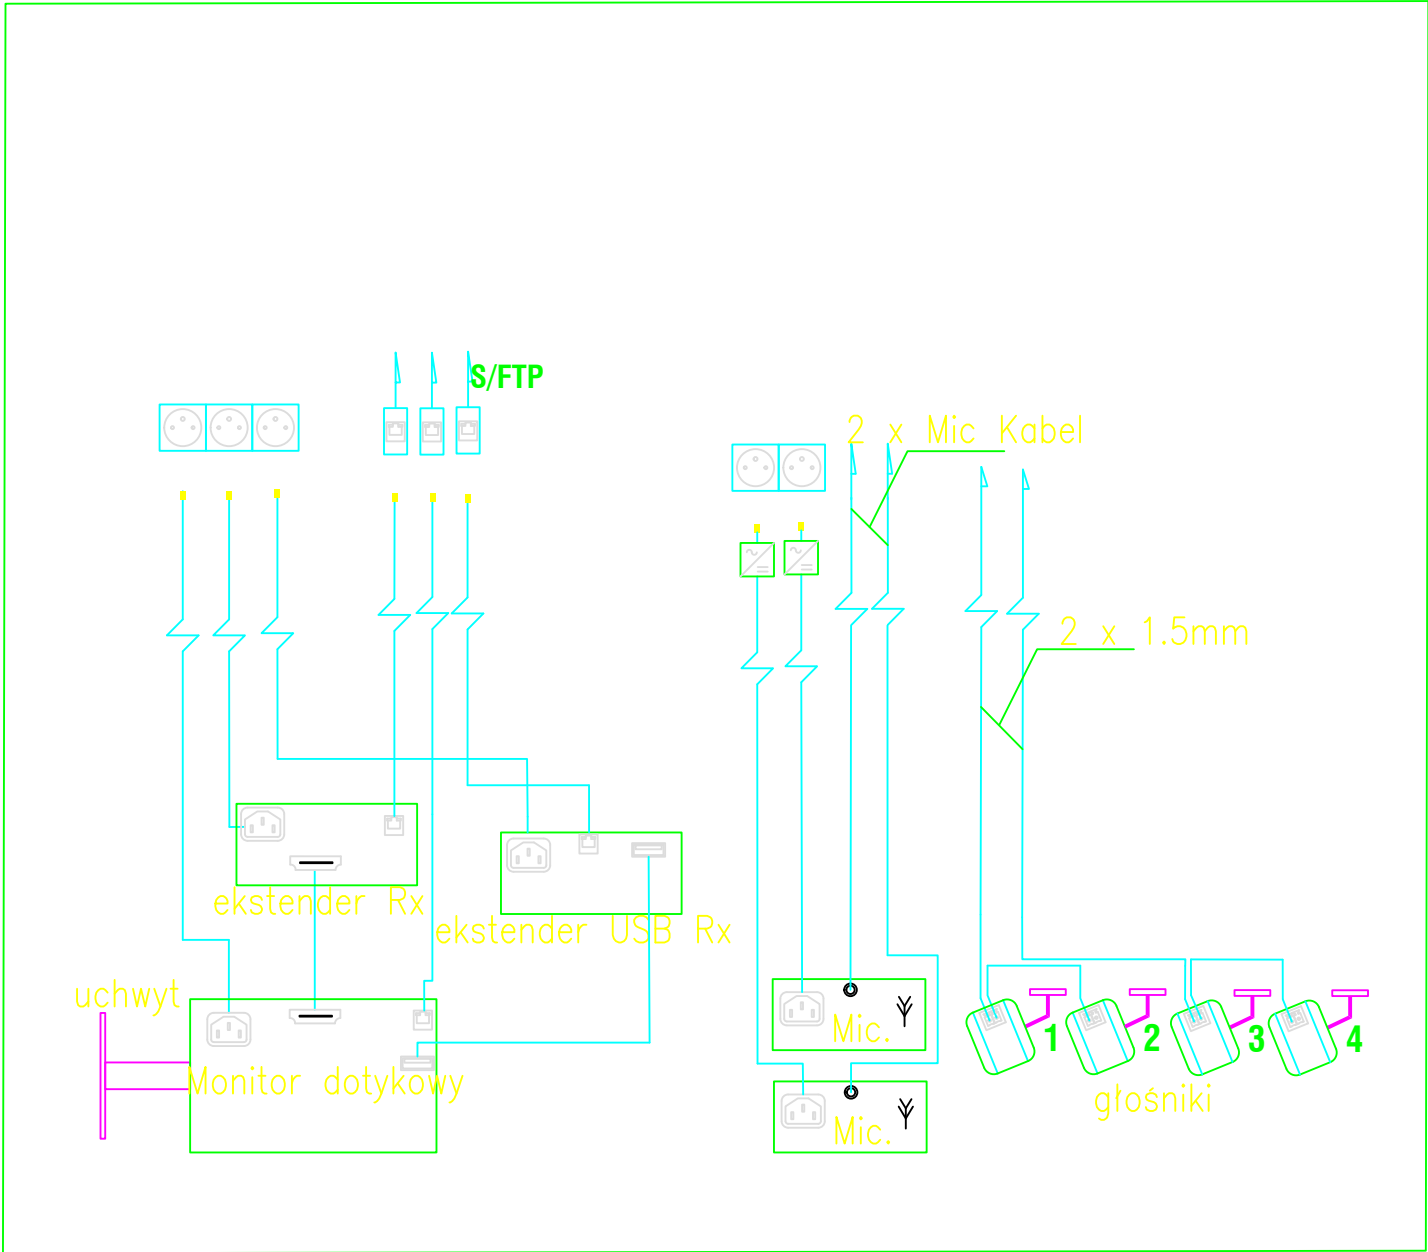 S/FTP
2 x Mic Kabel
2 x 1.5mm
ekstender Rx
ekstender USB Rx
uchwyt
Monitor dotykowy
Mic.
Mic.
1
2
3
4
głośniki